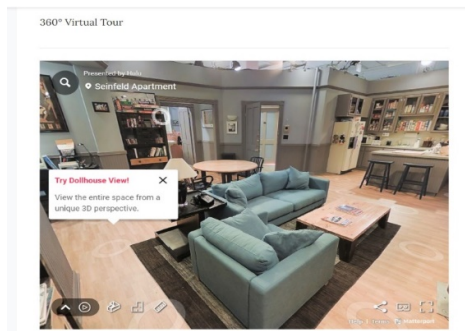 360° Virtual Tour
Presented by Hulu
Seinfeld Apartment
Try Dollhouse View!
View the entire space from a
unique 3D perspective.